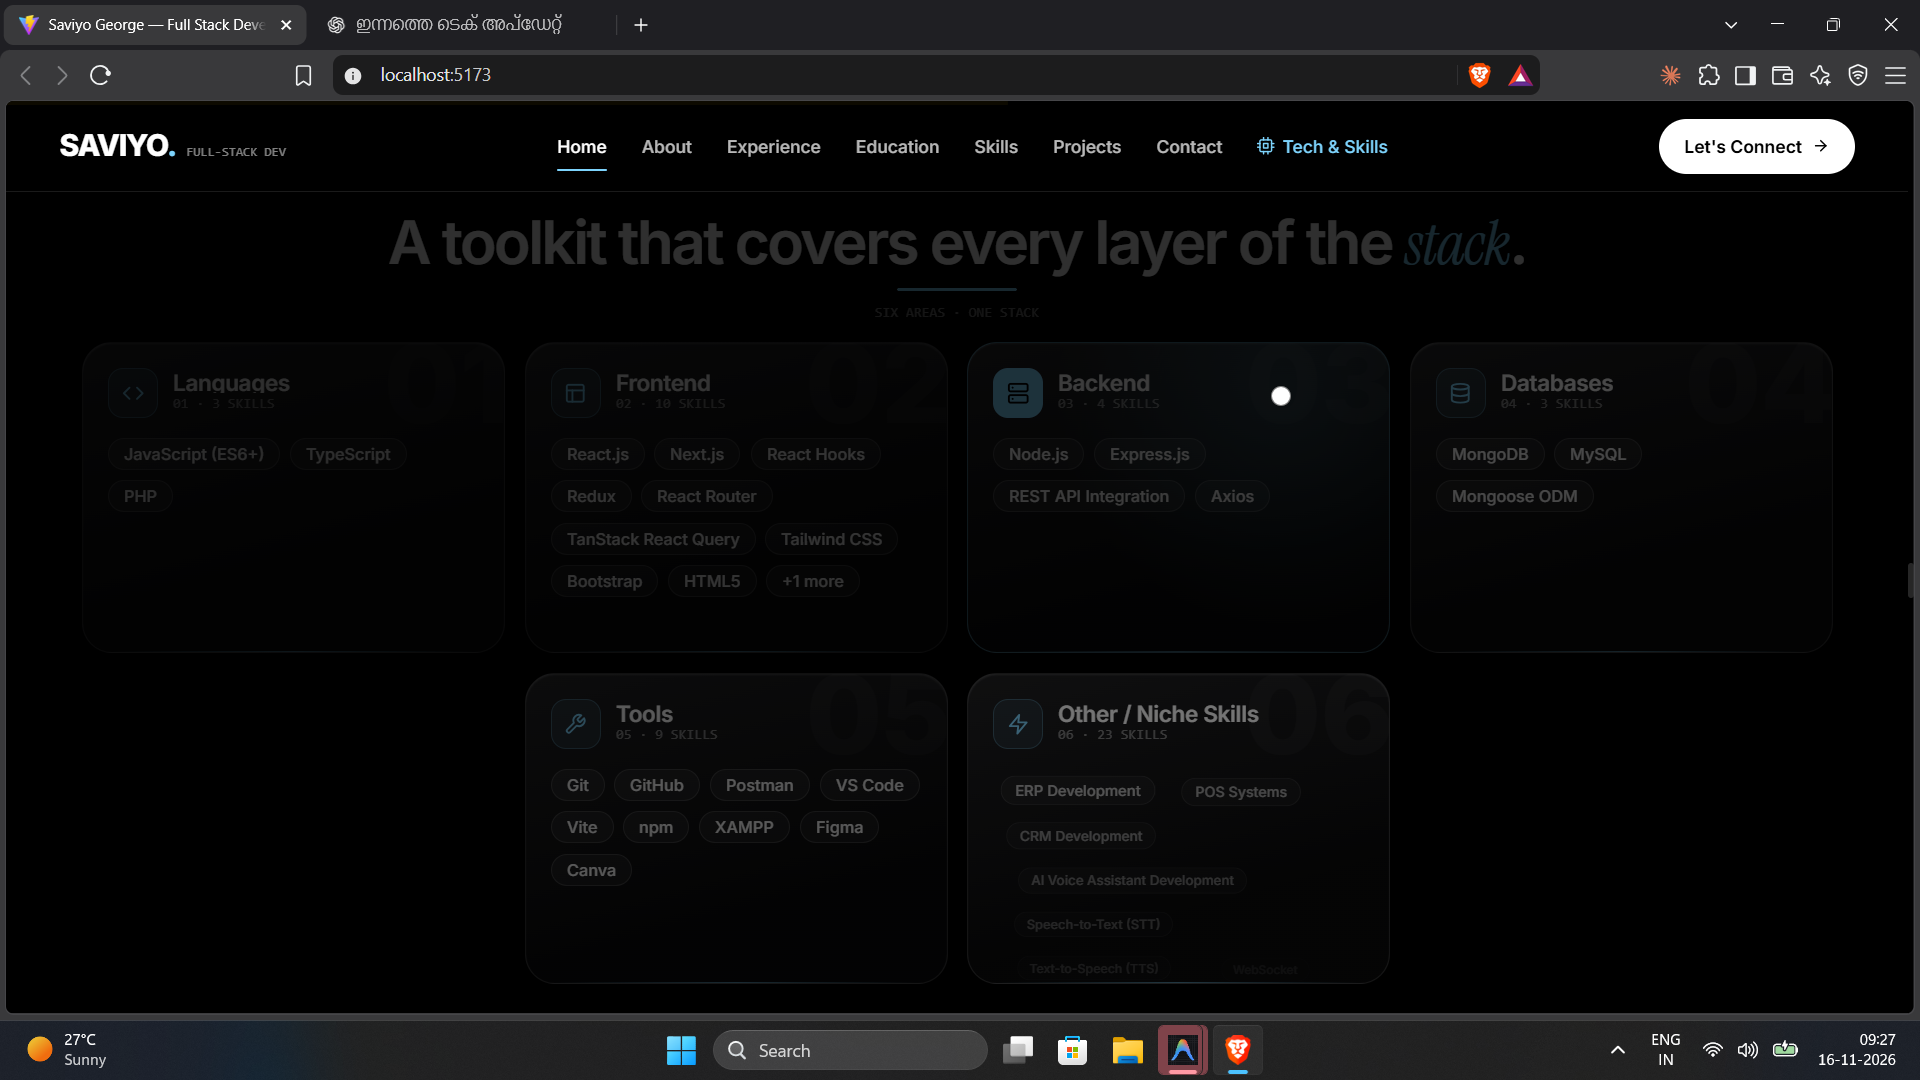 Saviyo George — Full Stack Deve
ഇന്നത്തെ ടെക് അപ്ഡേറ്റ്
localhost:5173
SAVIYO. FULL-STACK DEV
Home About Experience Education Skills Projects Contact Tech & Skills
Let's Connect →
A toolkit that covers every layer of the stack.
SIX AREAS · ONE STACK
01
Languages
01 · 3 SKILLS
JavaScript (ES6+) TypeScript
PHP
02
Frontend
02 · 10 SKILLS
React.js Next.js React Hooks
Redux React Router
TanStack React Query Tailwind CSS
Bootstrap HTML5 +1 more
03
Backend
03 · 4 SKILLS
Node.js Express.js
REST API Integration Axios
04
Databases
04 · 3 SKILLS
MongoDB MySQL
Mongoose ODM
05
Tools
05 · 9 SKILLS
Git GitHub Postman VS Code
Vite npm XAMPP Figma
Canva
06
Other / Niche Skills
06 · 23 SKILLS
ERP Development POS Systems
CRM Development
AI Voice Assistant Development
Speech-to-Text (STT)
Text-to-Speech (TTS) WebSocket
27°C
Sunny
Search
ENG
IN
09:27
16-11-2026